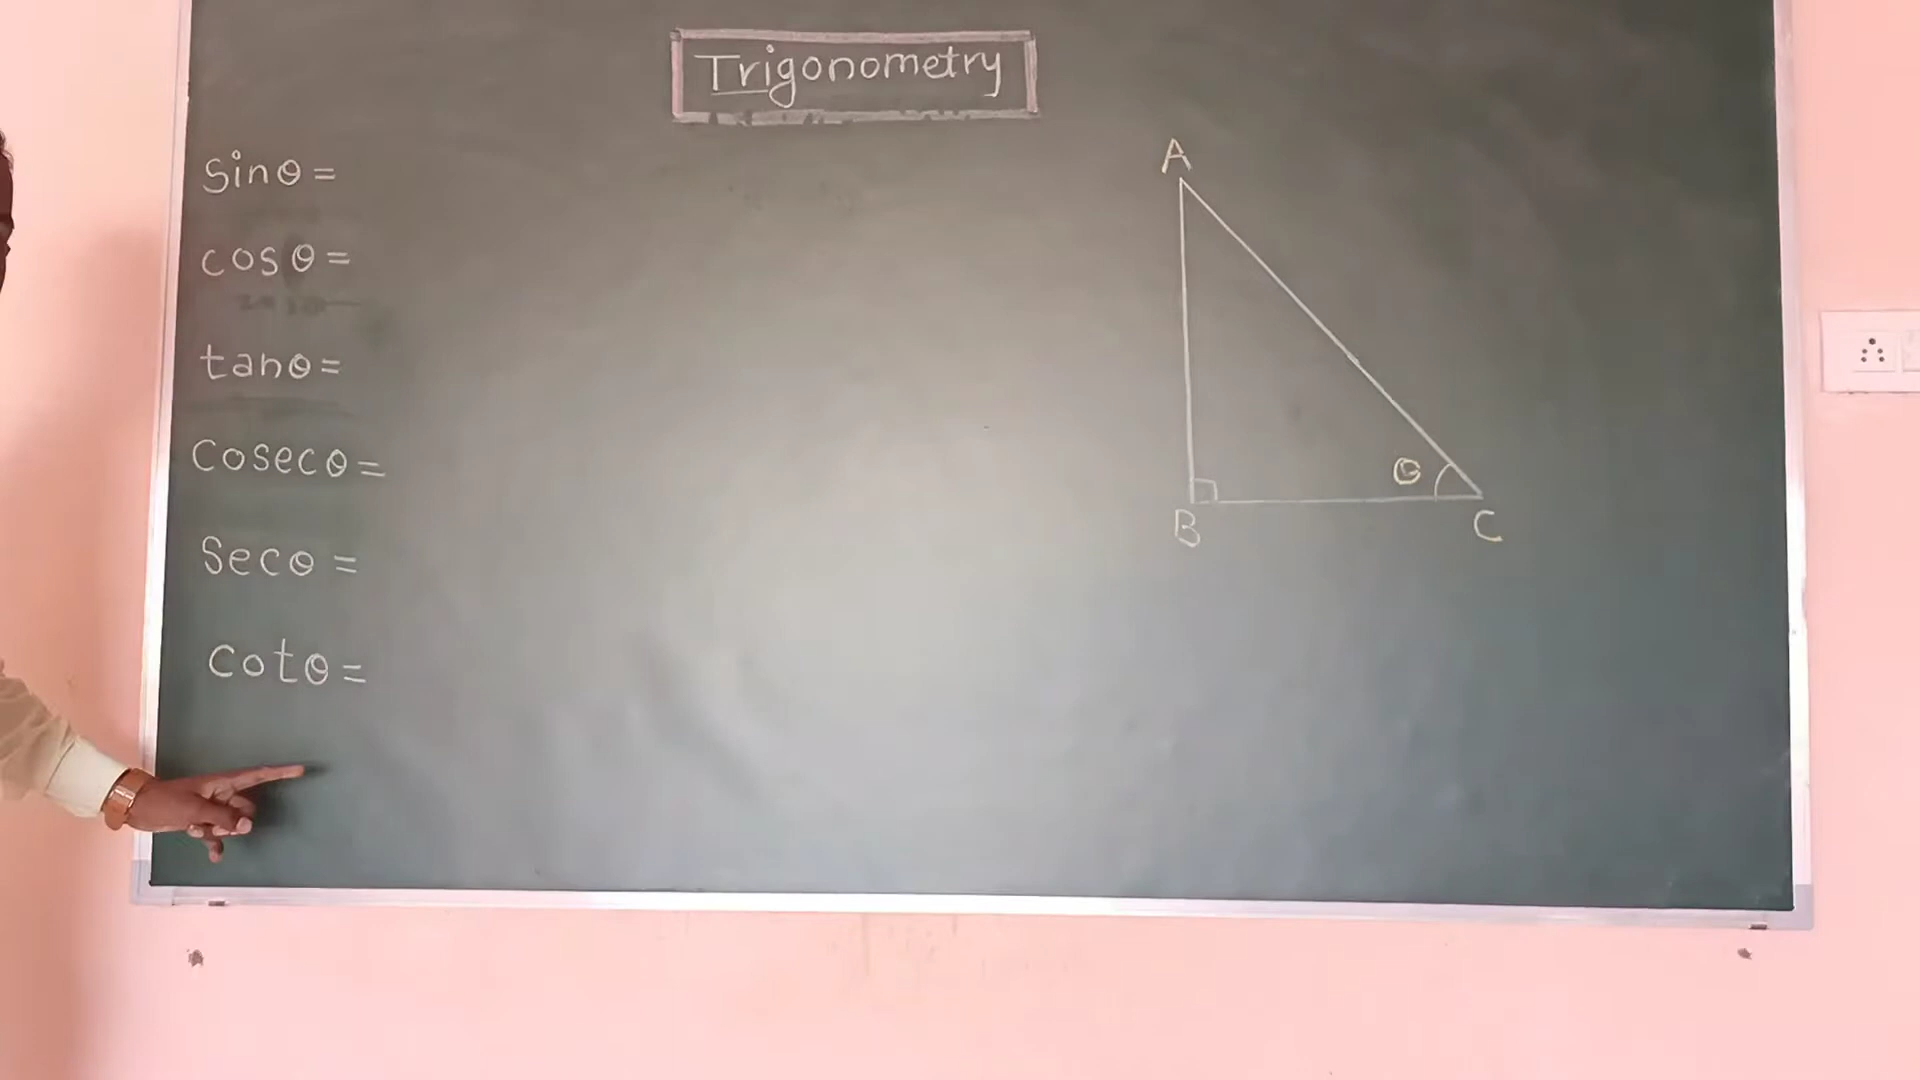 Trigonometry
Sinθ =
cosθ =
tanθ =
Cosecθ =
Secθ =
Cotθ =
A
θ
B
C